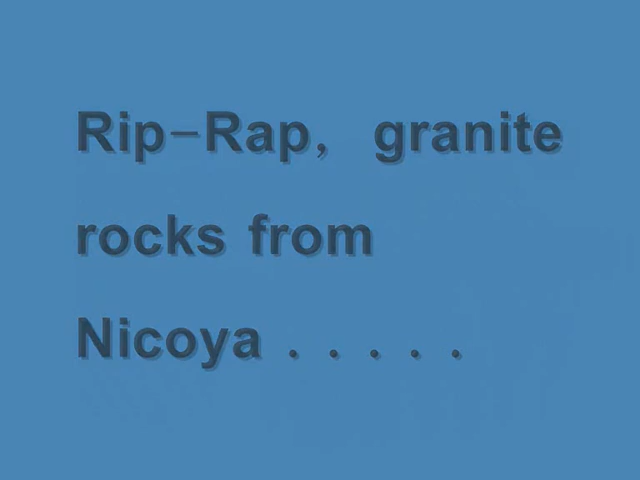 Rip-Rap, granite
rocks from
Nicoya . . . . .